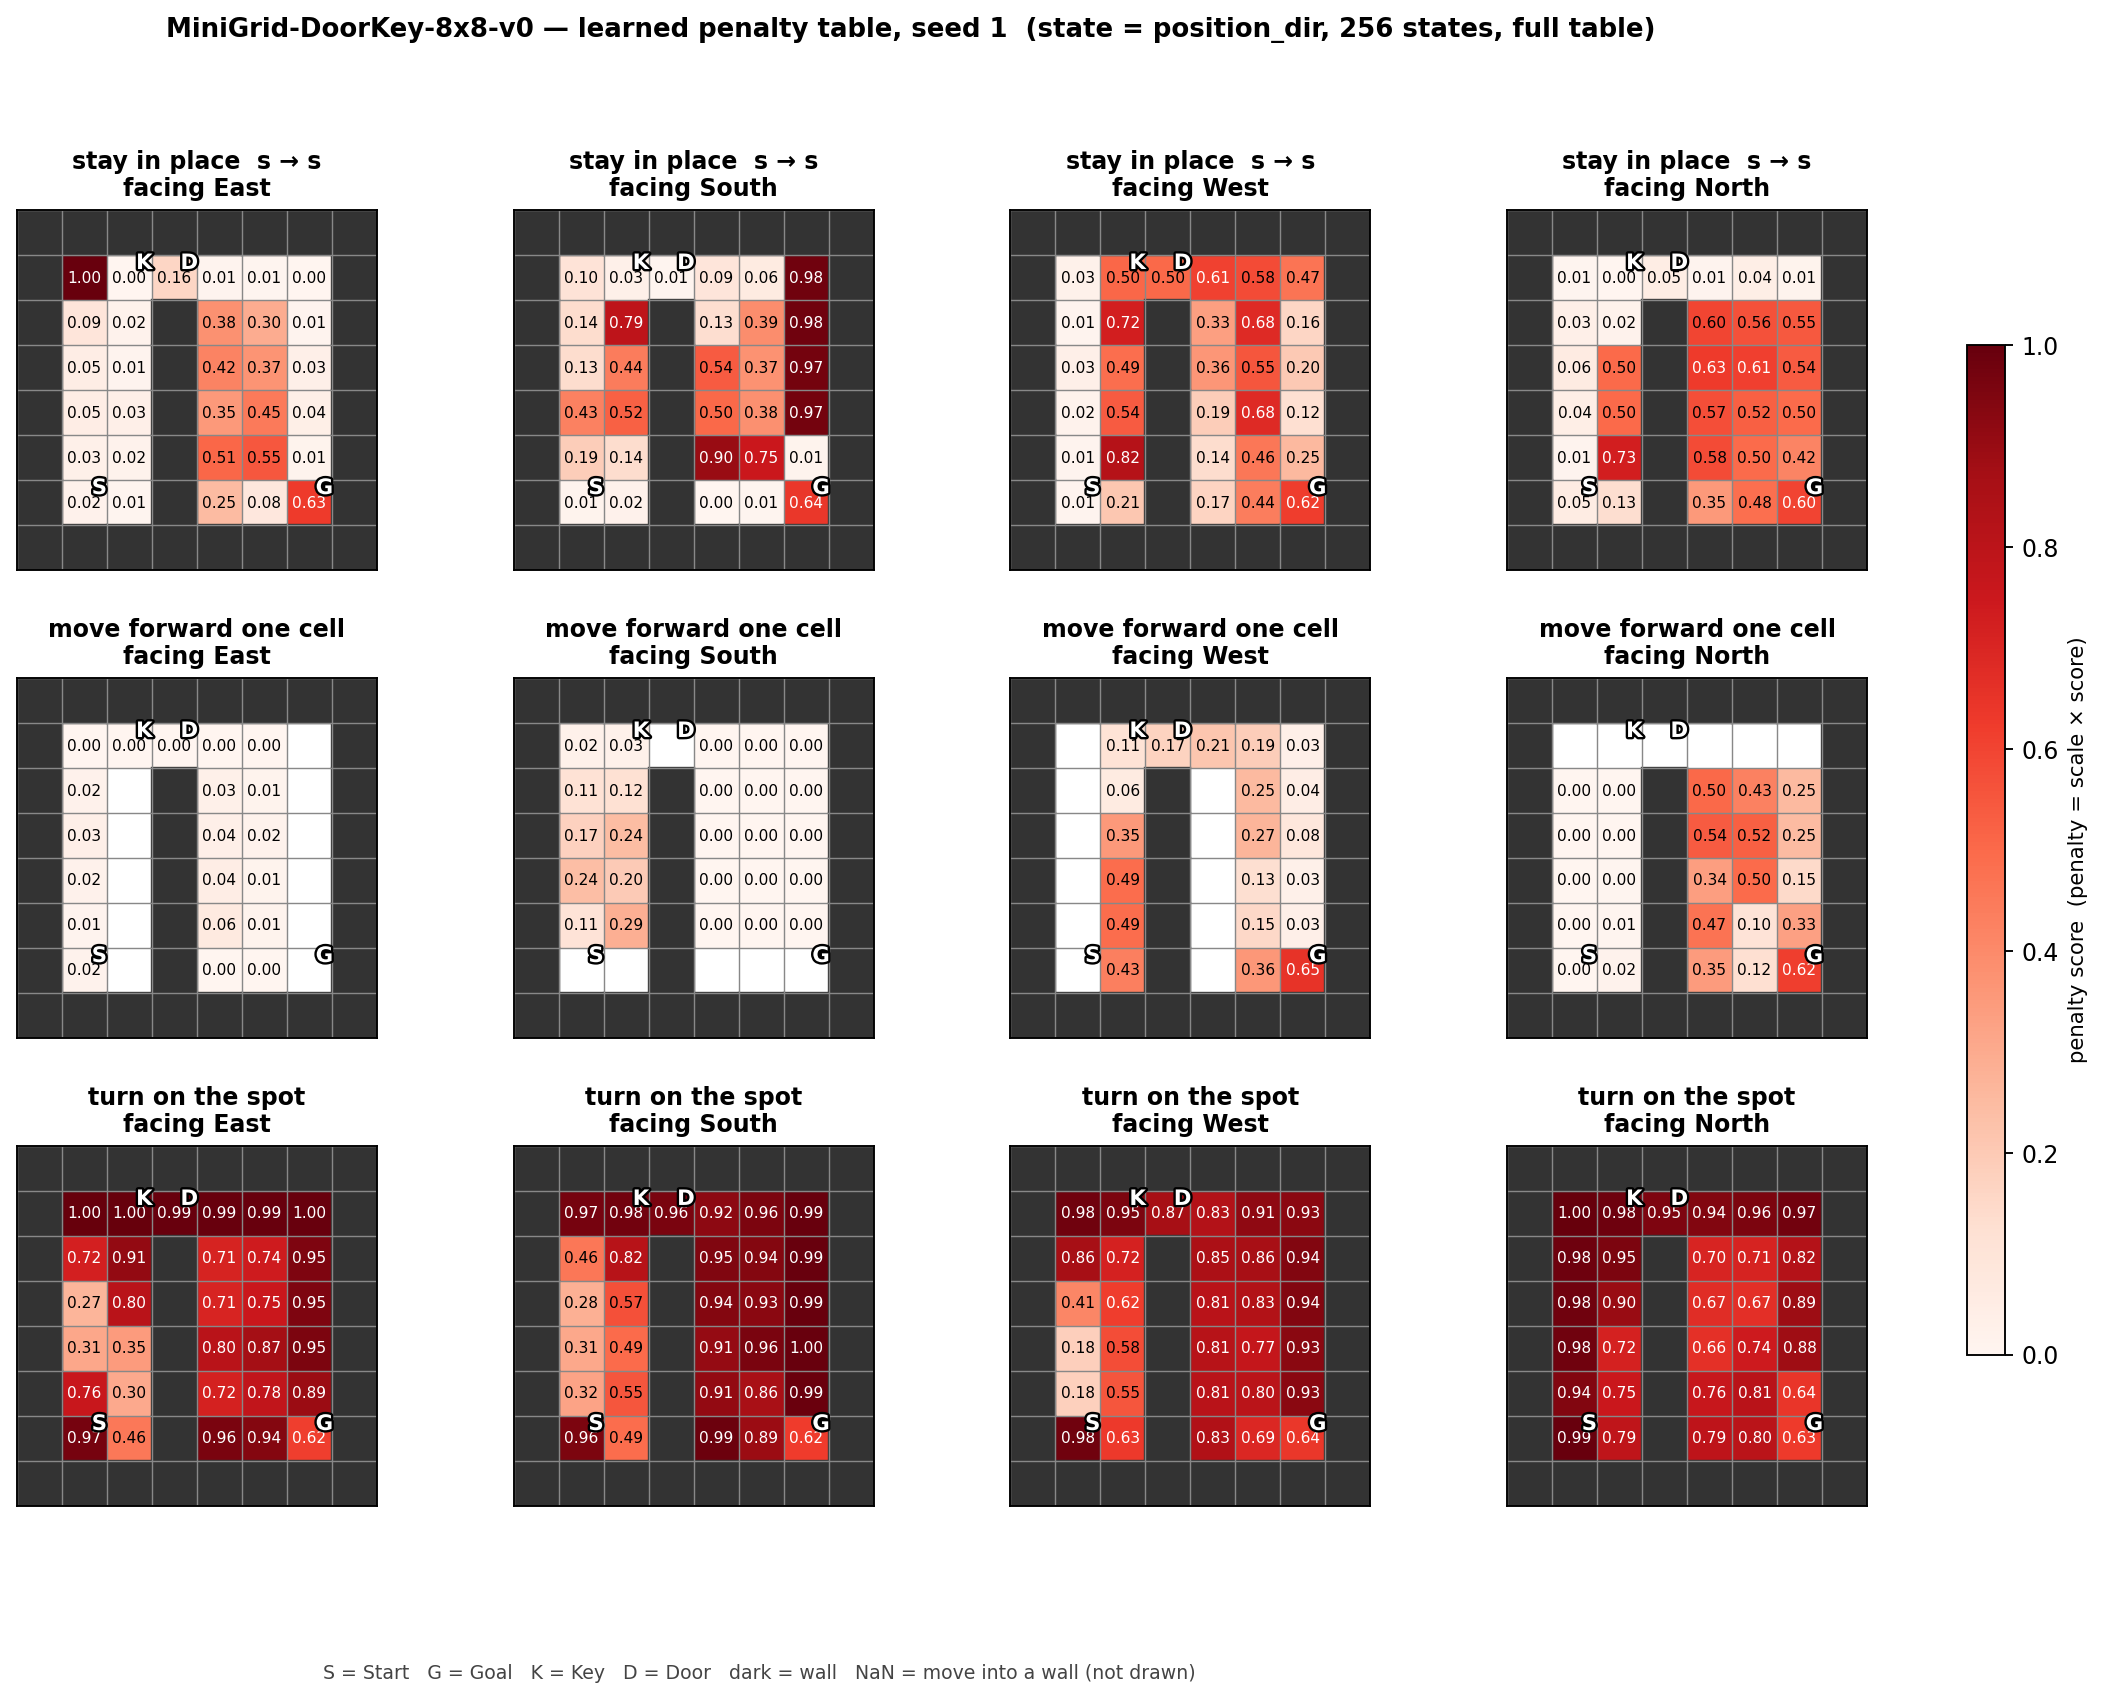 MiniGrid-DoorKey-8x8-v0 — learned penalty table, seed 1 (state = position_dir, 256 states, full table)
stay in place s → s
facing East
K D
1.00 0.00 0.16 0.01 0.01 0.00
0.09 0.02 0.38 0.30 0.01
0.05 0.01 0.42 0.37 0.03
0.05 0.03 0.35 0.45 0.04
0.03 0.02 0.51 0.55 0.01
S G
0.02 0.01 0.25 0.08 0.63
stay in place s → s
facing South
K D
0.10 0.03 0.01 0.09 0.06 0.98
0.14 0.79 0.13 0.39 0.98
0.13 0.44 0.54 0.37 0.97
0.43 0.52 0.50 0.38 0.97
0.19 0.14 0.90 0.75 0.01
S G
0.01 0.02 0.00 0.01 0.64
stay in place s → s
facing West
K D
0.03 0.50 0.50 0.61 0.58 0.47
0.01 0.72 0.33 0.68 0.16
0.03 0.49 0.36 0.55 0.20
0.02 0.54 0.19 0.68 0.12
0.01 0.82 0.14 0.46 0.25
S G
0.01 0.21 0.17 0.44 0.62
stay in place s → s
facing North
K D
0.01 0.00 0.05 0.01 0.04 0.01
0.03 0.02 0.60 0.56 0.55
0.06 0.50 0.63 0.61 0.54
0.04 0.50 0.57 0.52 0.50
0.01 0.73 0.58 0.50 0.42
S G
0.05 0.13 0.35 0.48 0.60
move forward one cell
facing East
K D
0.00 0.00 0.00 0.00 0.00
0.02 0.03 0.01
0.03 0.04 0.02
0.02 0.04 0.01
0.01 0.06 0.01
S G
0.02 0.00 0.00
move forward one cell
facing South
K D
0.02 0.03 0.00 0.00 0.00
0.11 0.12 0.00 0.00 0.00
0.17 0.24 0.00 0.00 0.00
0.24 0.20 0.00 0.00 0.00
0.11 0.29 0.00 0.00 0.00
S G
move forward one cell
facing West
K D
0.11 0.17 0.21 0.19 0.03
0.06 0.25 0.04
0.35 0.27 0.08
0.49 0.13 0.03
0.49 0.15 0.03
S G
0.43 0.36 0.65
move forward one cell
facing North
K D
0.00 0.00 0.50 0.43 0.25
0.00 0.00 0.54 0.52 0.25
0.00 0.00 0.34 0.50 0.15
0.00 0.01 0.47 0.10 0.33
S G
0.00 0.02 0.35 0.12 0.62
turn on the spot
facing East
K D
1.00 1.00 0.99 0.99 0.99 1.00
0.72 0.91 0.71 0.74 0.95
0.27 0.80 0.71 0.75 0.95
0.31 0.35 0.80 0.87 0.95
0.76 0.30 0.72 0.78 0.89
S G
0.97 0.46 0.96 0.94 0.62
turn on the spot
facing South
K D
0.97 0.98 0.96 0.92 0.96 0.99
0.46 0.82 0.95 0.94 0.99
0.28 0.57 0.94 0.93 0.99
0.31 0.49 0.91 0.96 1.00
0.32 0.55 0.91 0.86 0.99
S G
0.96 0.49 0.99 0.89 0.62
turn on the spot
facing West
K D
0.98 0.95 0.87 0.83 0.91 0.93
0.86 0.72 0.85 0.86 0.94
0.41 0.62 0.81 0.83 0.94
0.18 0.58 0.81 0.77 0.93
0.18 0.55 0.81 0.80 0.93
S G
0.98 0.63 0.83 0.69 0.64
turn on the spot
facing North
K D
1.00 0.98 0.95 0.94 0.96 0.97
0.98 0.95 0.70 0.71 0.82
0.98 0.90 0.67 0.67 0.89
0.98 0.72 0.66 0.74 0.88
0.94 0.75 0.76 0.81 0.64
S G
0.99 0.79 0.79 0.80 0.63
1.0
0.8
0.6
0.4
0.2
0.0
penalty score (penalty = scale × score)
S = Start G = Goal K = Key D = Door dark = wall NaN = move into a wall (not drawn)